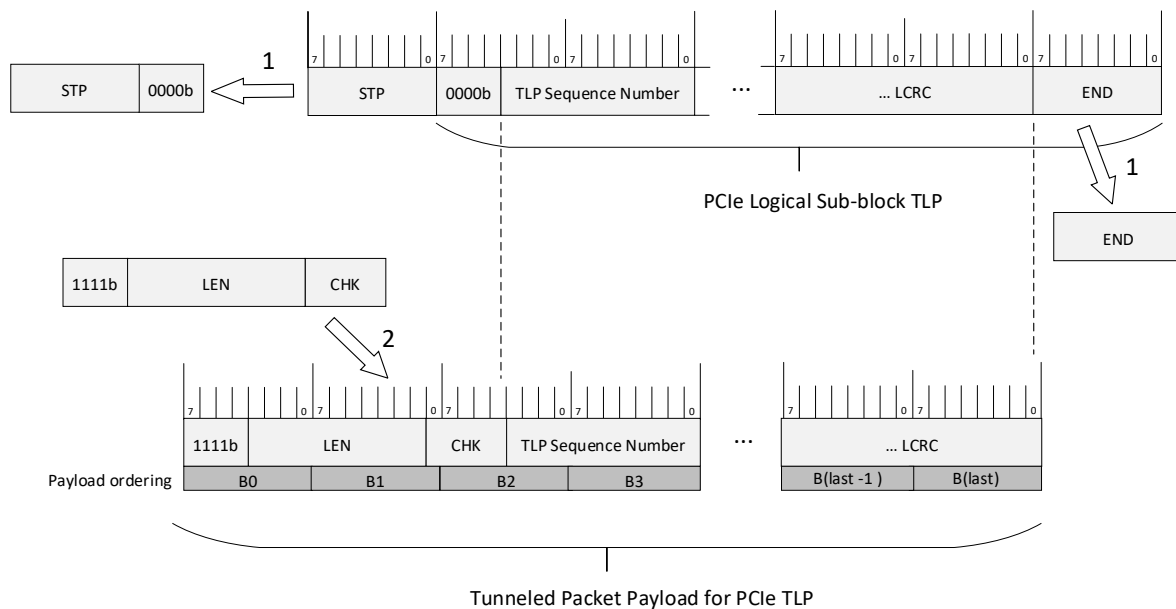 7 0 7 0 7 0 7 0 7 0 7 0
1
STP 0000b
STP 0000b TLP Sequence Number ... ... LCRC END
1
PCIe Logical Sub-block TLP
END
1111b LEN CHK
2
7 0 7 0 7 0 7 0 7 0 7 0
1111b LEN CHK TLP Sequence Number ... ... LCRC
Payload ordering B0 B1 B2 B3 B(last -1 ) B(last)
Tunneled Packet Payload for PCIe TLP